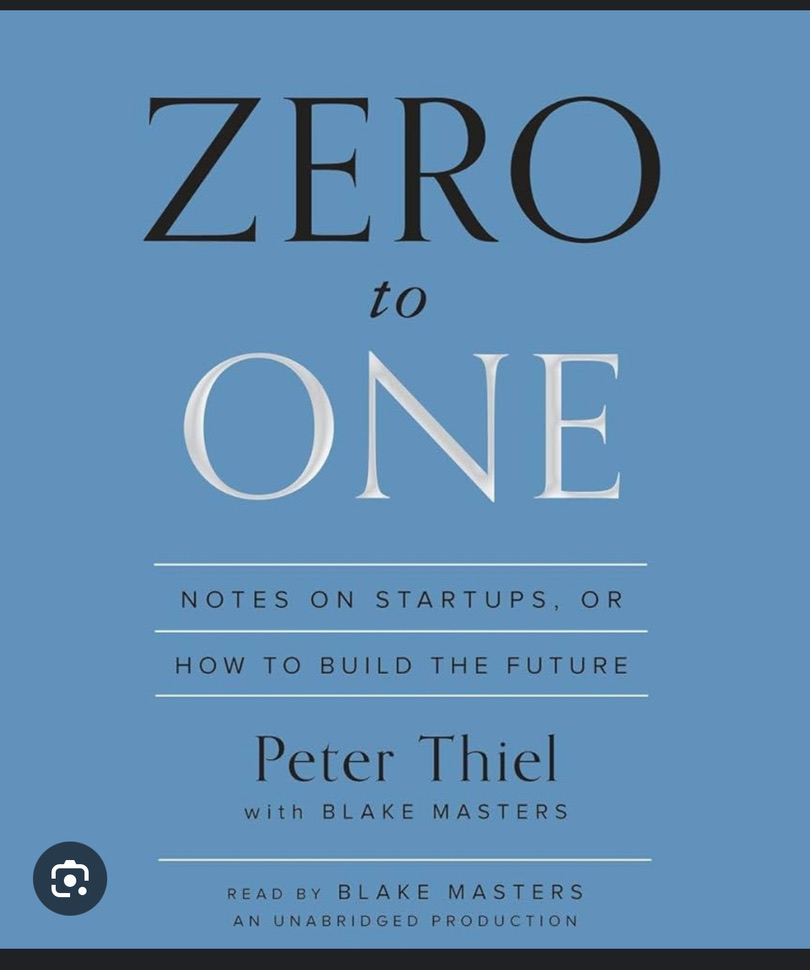 ZERO
to
ONE
NOTES ON STARTUPS, OR
HOW TO BUILD THE FUTURE
Peter Thiel
with BLAKE MASTERS
READ BY BLAKE MASTERS
AN UNABRIDGED PRODUCTION